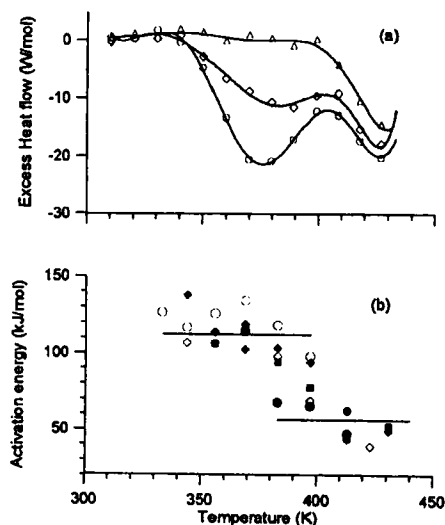 (a)
Excess Heat flow (W/mol)
0
-10
-20
-30
(b)
Activation energy (kJ/mol)
150
100
50
300
350
400
450
Temperature (K)